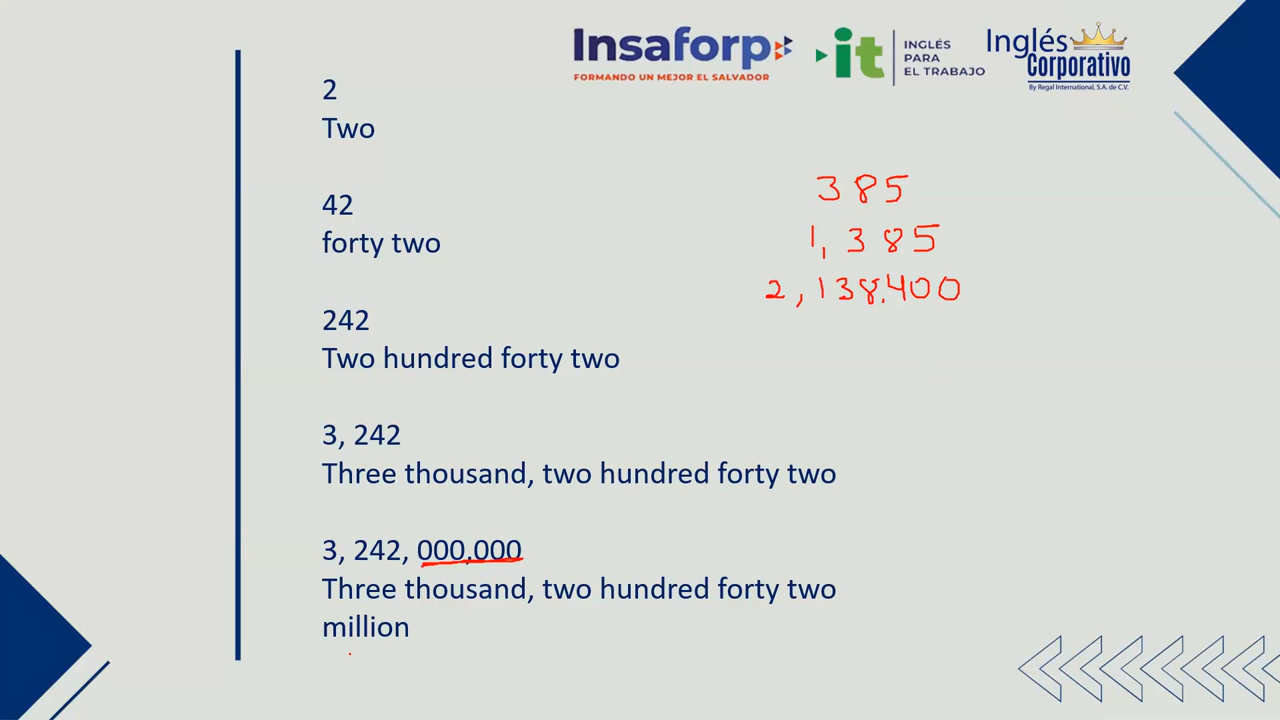 Insaforp
FORMANDO UN MEJOR EL SALVADOR
it
INGLÉS
PARA
EL TRABAJO
Inglés
Corporativo
By Regal International, S.A. de C.V.
2
Two
42
forty two
242
Two hundred forty two
3, 242
Three thousand, two hundred forty two
3, 242, 000,000
Three thousand, two hundred forty two
million
385
1,385
2,138.400